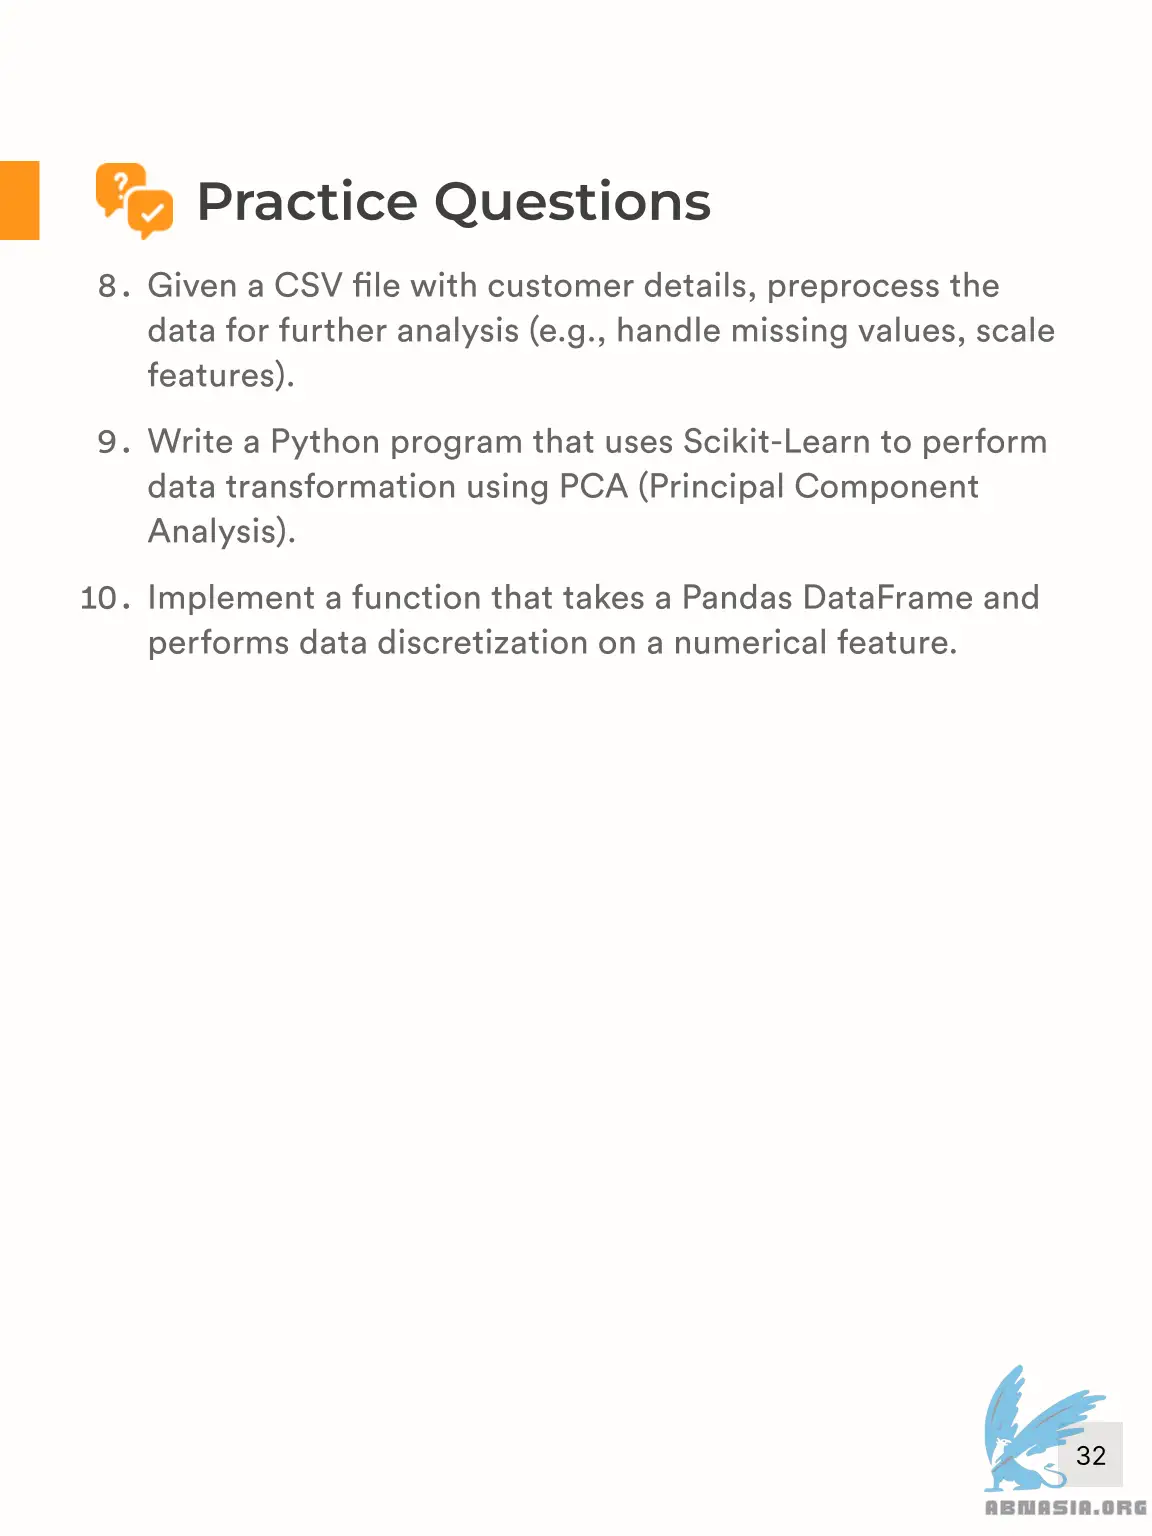 Practice Questions
8. Given a CSV file with customer details, preprocess the
data for further analysis (e.g., handle missing values, scale
features).
9. Write a Python program that uses Scikit-Learn to perform
data transformation using PCA (Principal Component
Analysis).
10. Implement a function that takes a Pandas DataFrame and
performs data discretization on a numerical feature.
32
ABNASIA.ORG